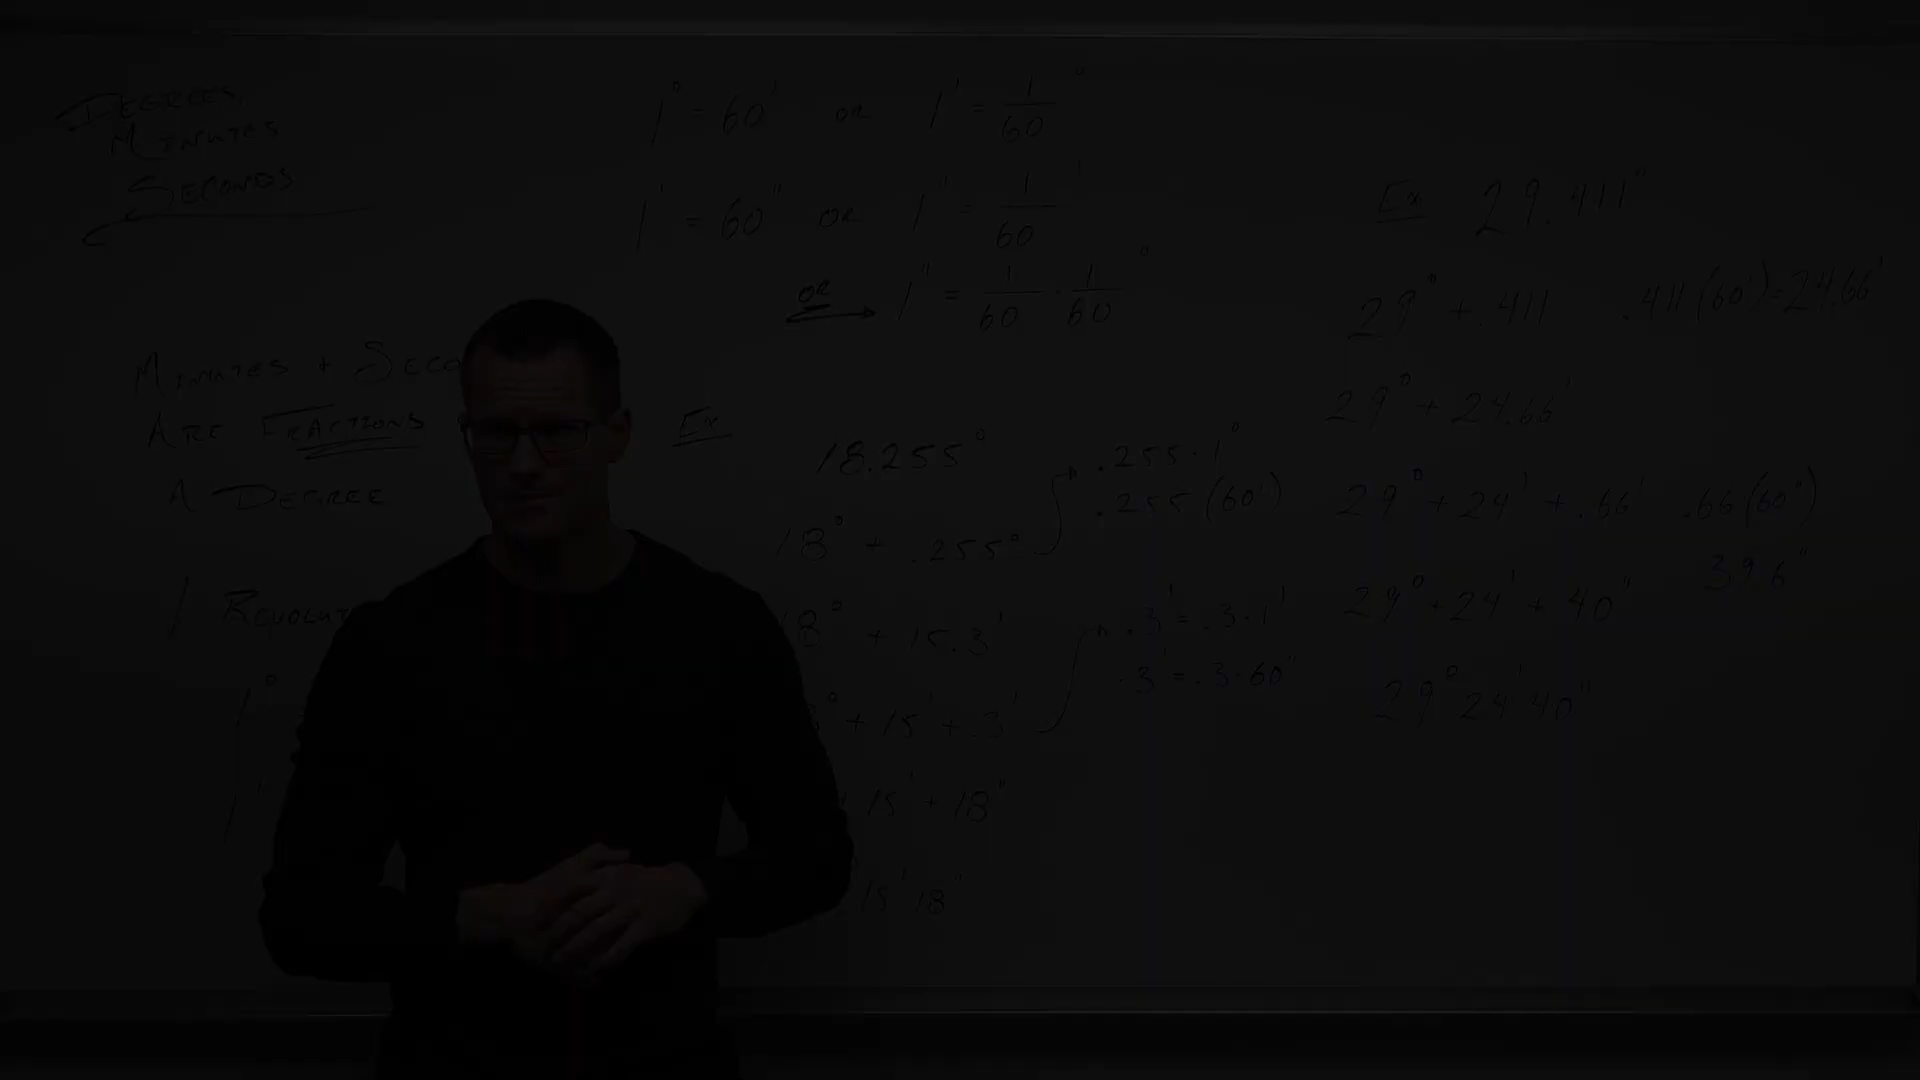 DEGREES,
MINUTES
SECONDS
MINUTES + SECO
ARE FRACTIONS
A DEGREE
1 REVOLUT
1°
1'
1° = 60' OR 1' = 1/60°
1' = 60" OR 1" = 1/60'
OR → 1" = 1/60 · 1/60°
Ex
18.255°
18° + .255°
.255 · 1°
.255 (60')
8° + 15.3'
.3' = .3 · 1'
.3' = .3 · 60"
° + 15' + .3'
15' + 18"
15' 18"
Ex 29.411"
29° + .411 .411 (60') = 24.66'
29° + 24.66'
29° + 24' + .66' .66 (60")
39.6"
29° + 24' + 40"
29° 24' 40"